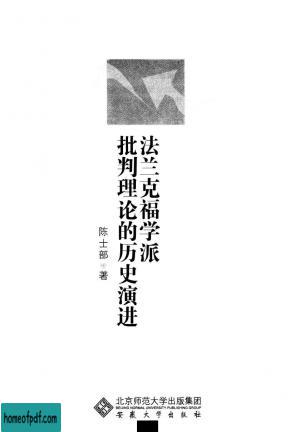 法兰克福学派
批判理论的历史演进
陈士部 著
北京师范大学出版集团
BEIJING NORMAL UNIVERSITY PUBLISHING GROUP
安徽大学出版社
homeofpdf.com